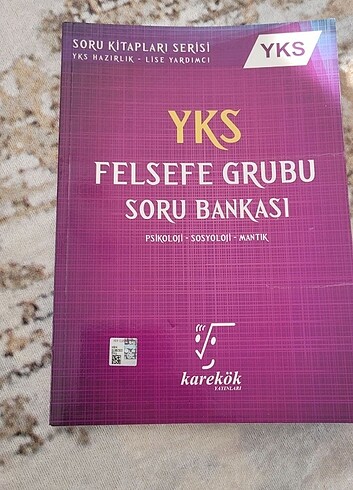 SORU KİTAPLARI SERİSİ
YKS HAZIRLIK - LİSE YARDIMCI
YKS
YKS
FELSEFE GRUBU
SORU BANKASI
PSİKOLOJİ - SOSYOLOJİ - MANTIK
karekök
YAYINLARI